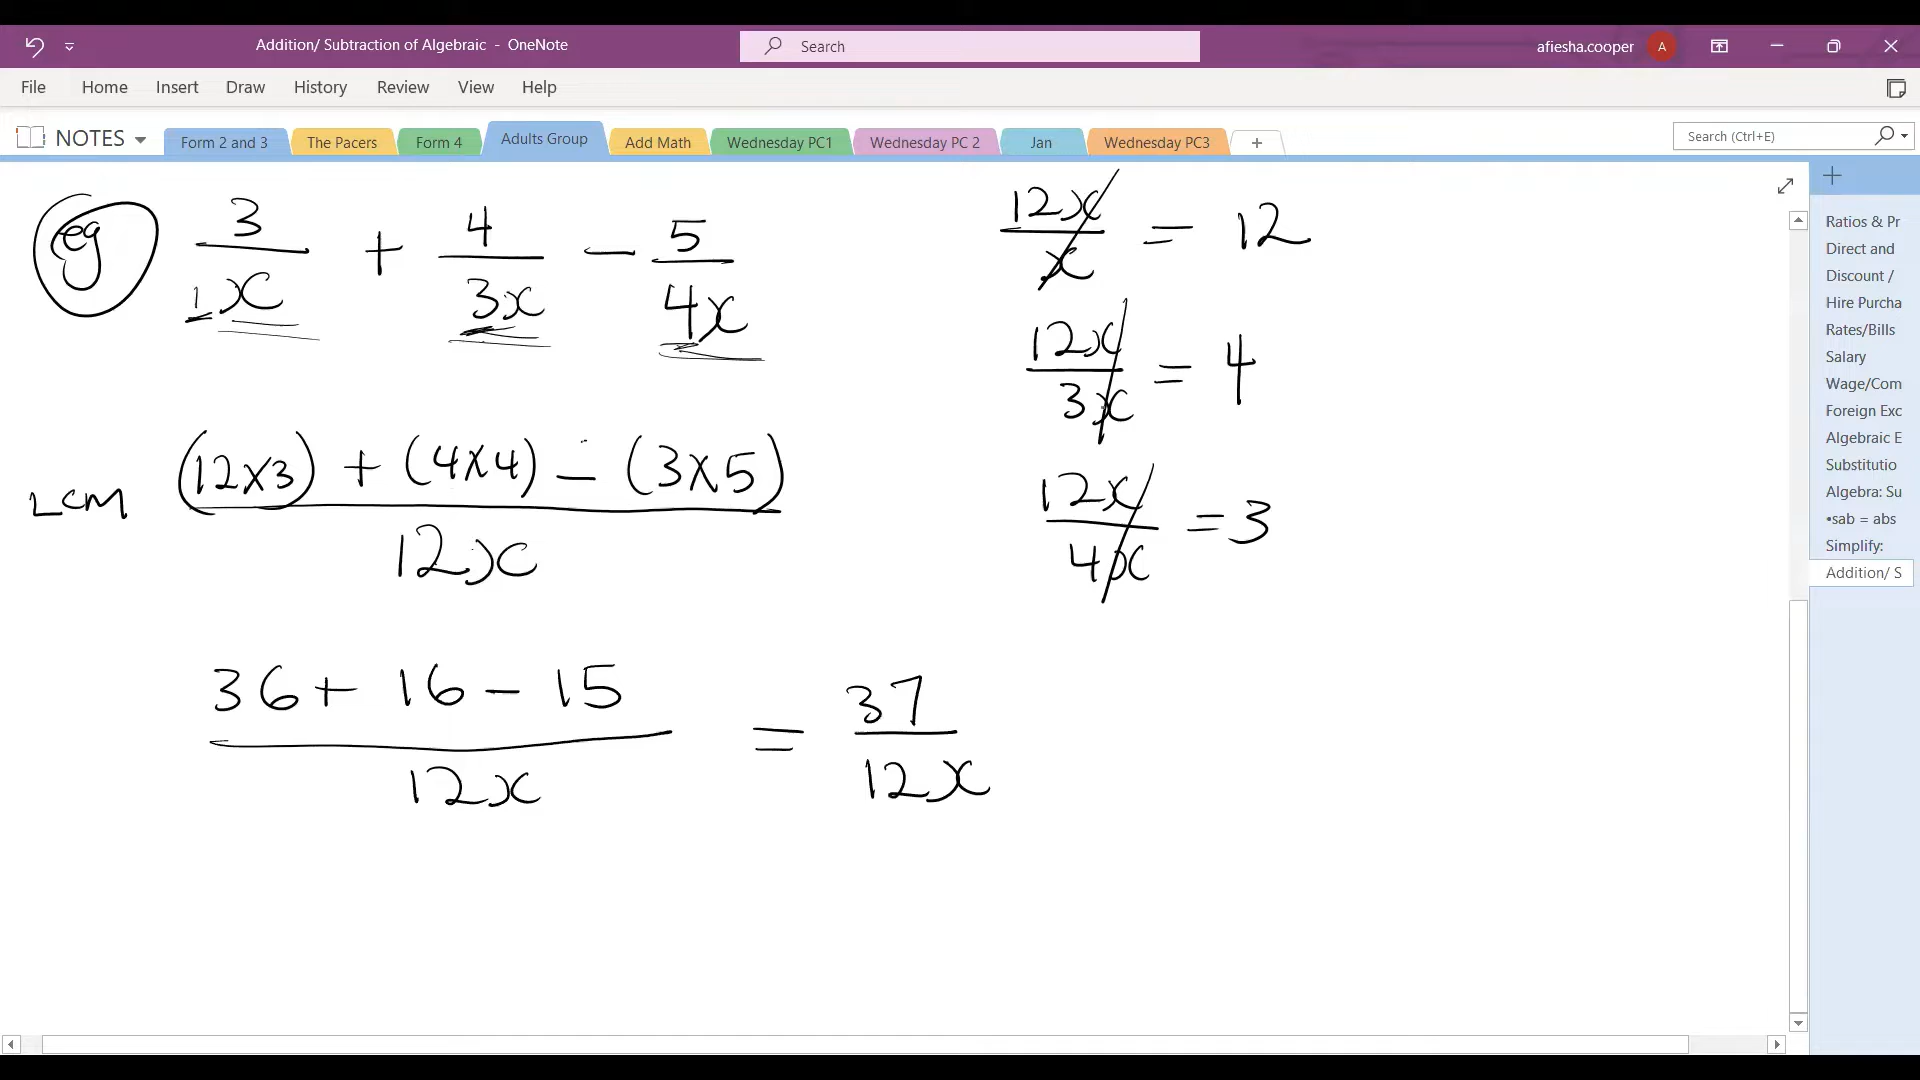 Addition/ Subtraction of Algebraic - OneNote
Search
afiesha.cooper
A
File Home Insert Draw History Review View Help
NOTES
Form 2 and 3
The Pacers
Form 4
Adults Group
Add Math
Wednesday PC1
Wednesday PC 2
Jan
Wednesday PC3
+
Search (Ctrl+E)
eg 3/1x + 4/3x - 5/4x
LCM (12x3) + (4x4) - (3x5) / 12x
36 + 16 - 15 / 12x = 37/12x
12x/x = 12
12x/3x = 4
12x/4x = 3
Ratios & Pr
Direct and
Discount /
Hire Purcha
Rates/Bills
Salary
Wage/Com
Foreign Exc
Algebraic E
Substitutio
Algebra: Su
•sab = abs
Simplify:
Addition/ S